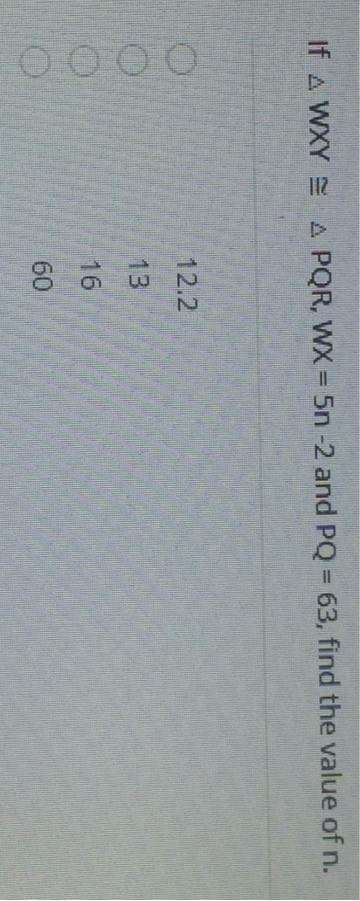 If △ WXY ≅ △ PQR, WX = 5n -2 and PQ = 63, find the value of n.
12.2
13
16
60